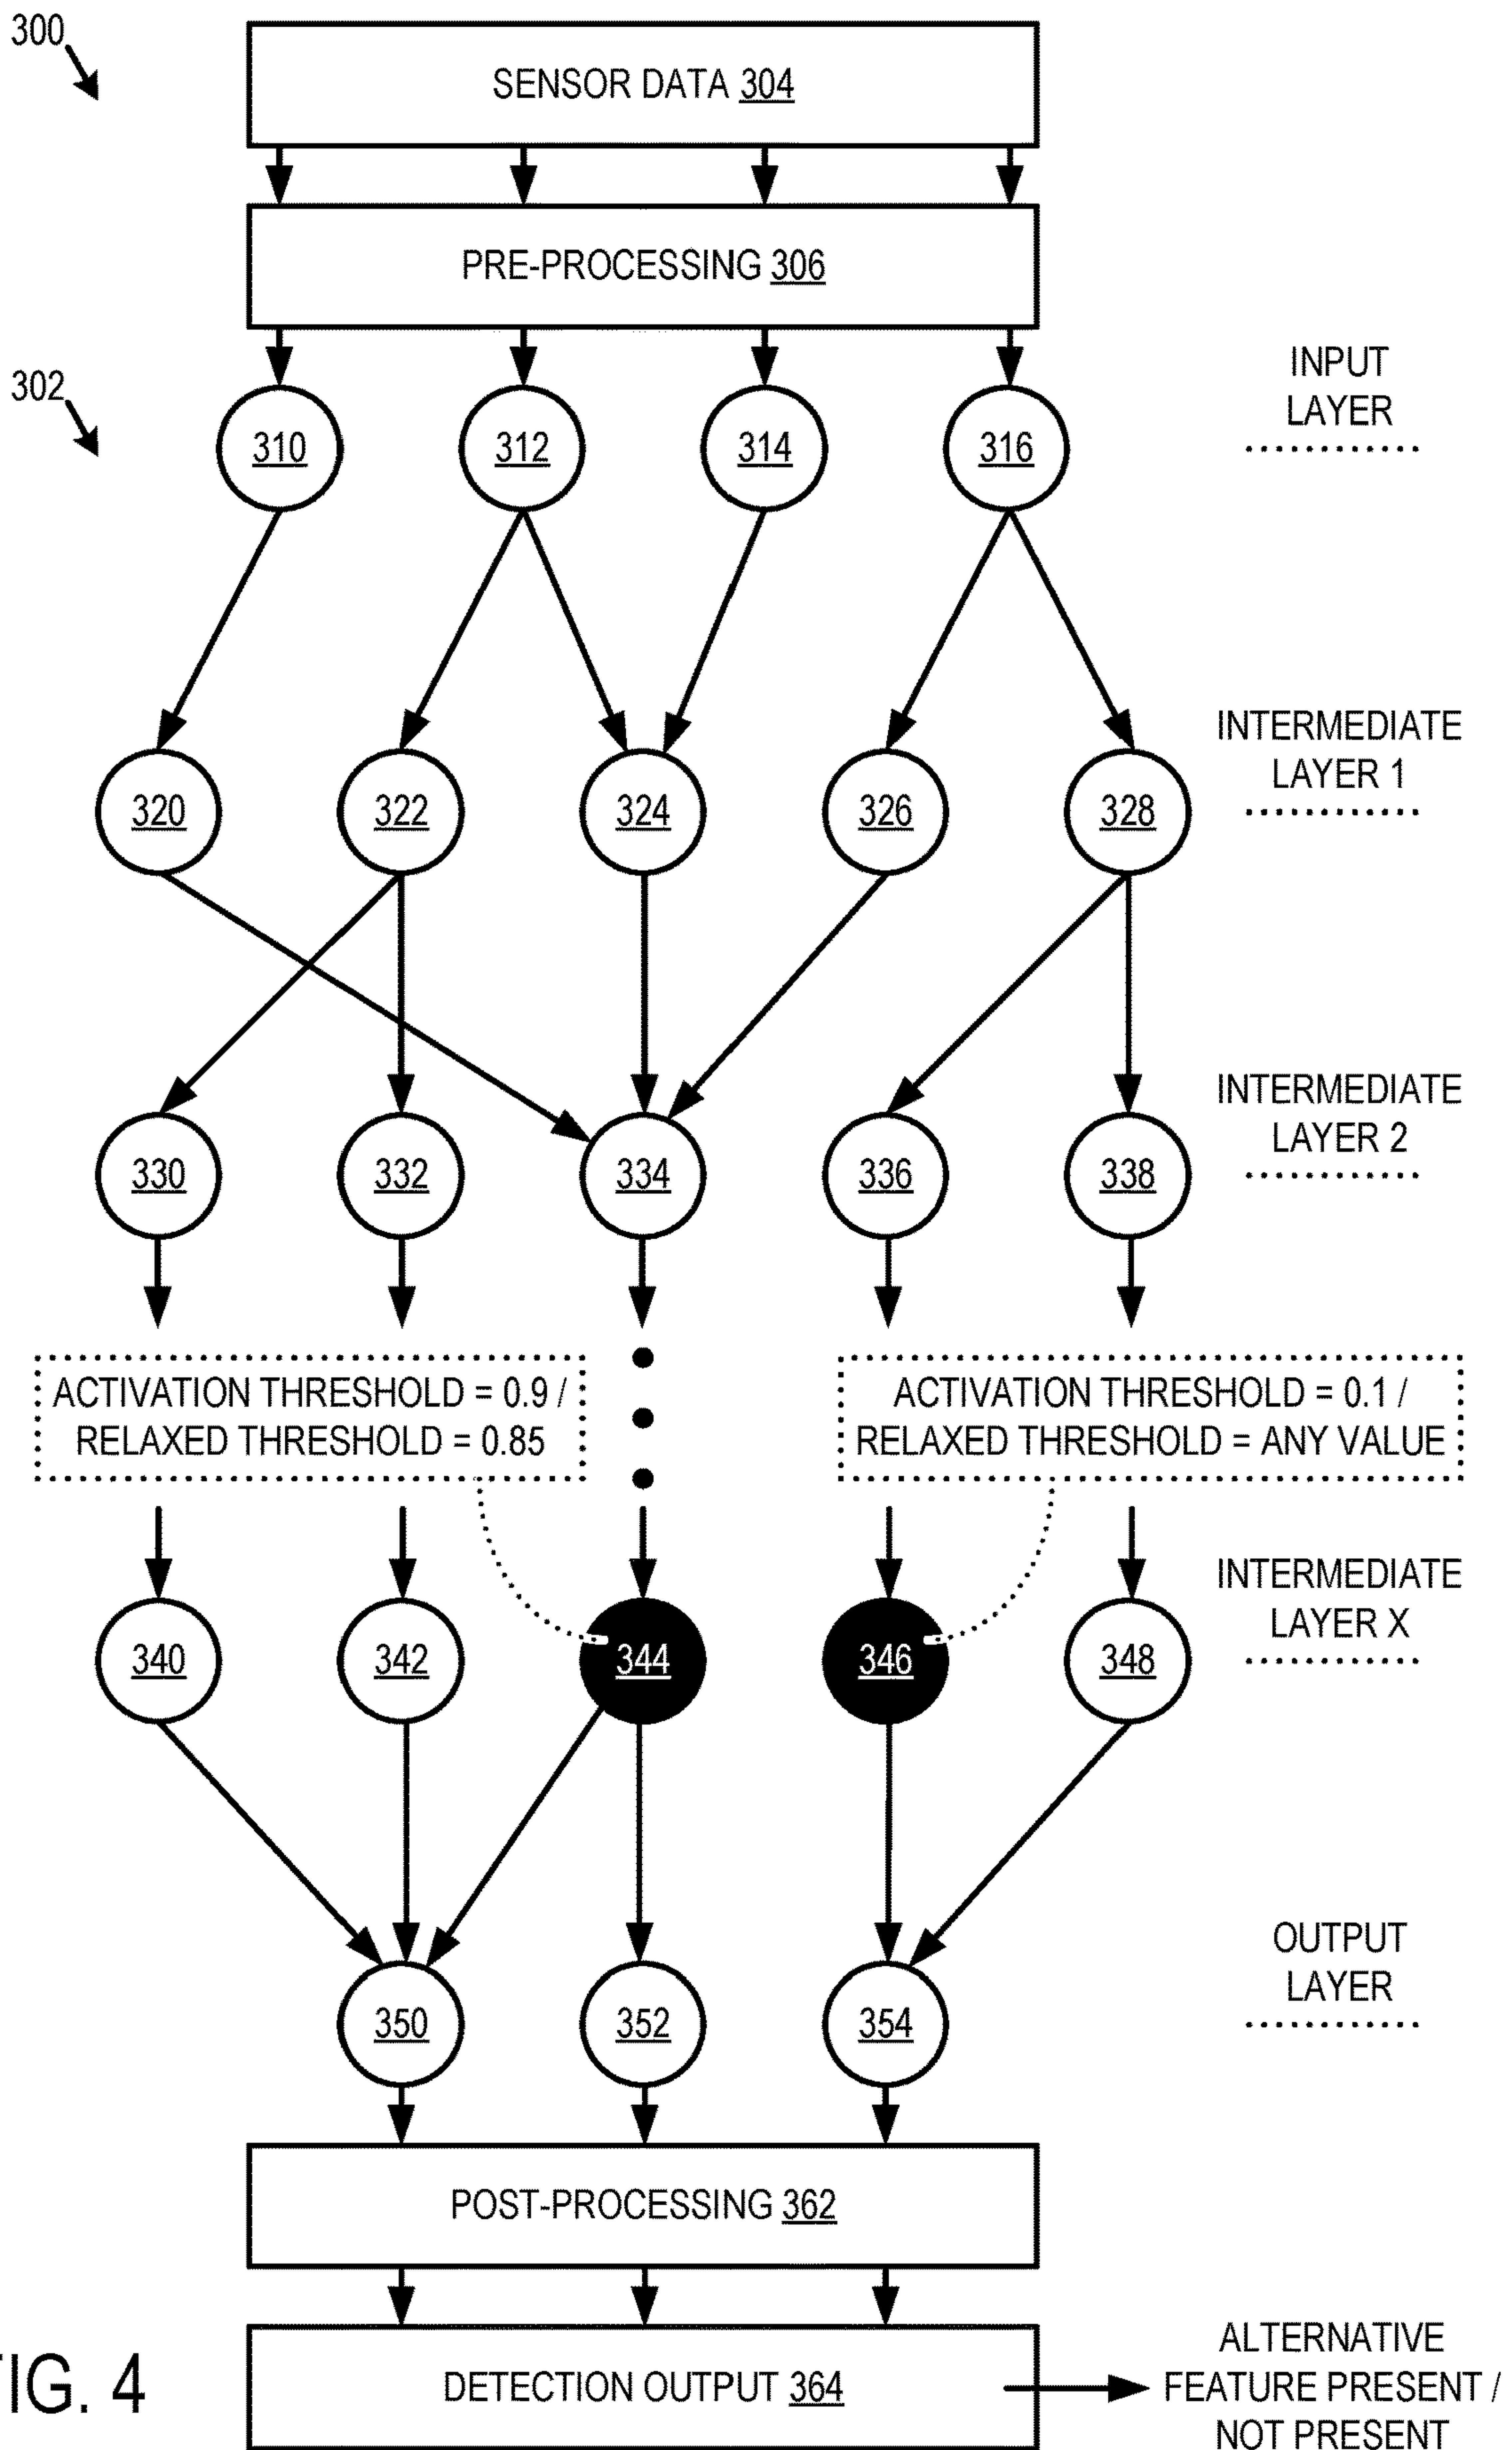 300
SENSOR DATA 304
PRE-PROCESSING 306
302
INPUT
LAYER
310 312 314 316
INTERMEDIATE
LAYER 1
320 322 324 326 328
INTERMEDIATE
LAYER 2
330 332 334 336 338
ACTIVATION THRESHOLD = 0.9 /
RELAXED THRESHOLD = 0.85
ACTIVATION THRESHOLD = 0.1 /
RELAXED THRESHOLD = ANY VALUE
INTERMEDIATE
LAYER X
340 342 344 346 348
OUTPUT
LAYER
350 352 354
POST-PROCESSING 362
DETECTION OUTPUT 364
ALTERNATIVE
FEATURE PRESENT /
NOT PRESENT
IG. 4